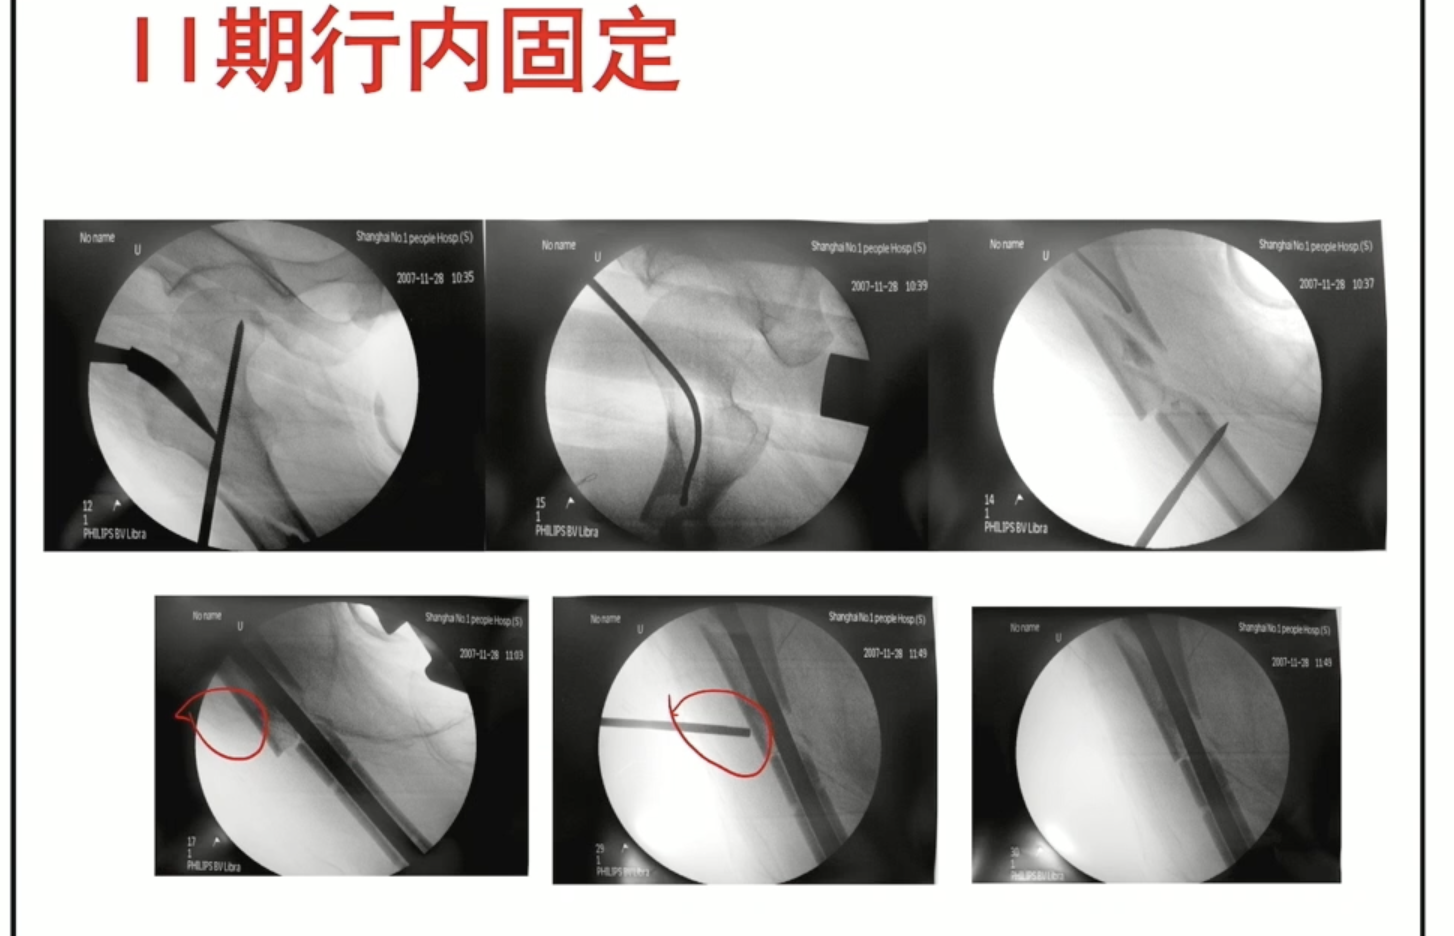 II期行内固定
No name
U
Shanghai No.1 people Hosp.(S)
2007-11-28 10:35
12
1
PHILIPS BV Libra
No name
U
Shanghai No.1 people Hosp.(S)
2007-11-28 10:39
15
1
PHILIPS BV Libra
No name
U
Shanghai No.1 people Hosp.(S)
2007-11-28 10:37
14
1
PHILIPS BV Libra
No name
U
Shanghai No.1 people Hosp.(S)
2007-11-28 11:03
17
1
PHILIPS BV Libra
No name
U
Shanghai No.1 people Hosp.(S)
2007-11-28 11:49
29
1
PHILIPS BV Libra
No name
U
Shanghai No.1 people Hosp.(S)
2007-11-28 11:49
30
1
PHILIPS BV Libra